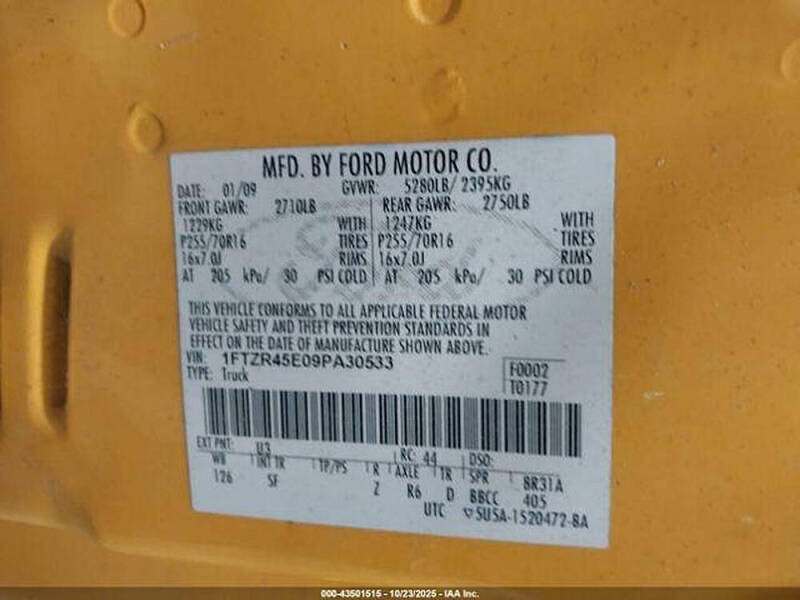 MFD. BY FORD MOTOR CO.
DATE: 01/09 GVWR: 5280LB/ 2395KG
FRONT GAWR: 2710LB REAR GAWR: 2750LB
1229KG WITH 1247KG WITH
P255/70R16 TIRES P255/70R16 TIRES
16x7.0J RIMS 16x7.0J RIMS
AT 205 kPa/ 30 PSI COLD AT 205 kPa/ 30 PSI COLD
THIS VEHICLE CONFORMS TO ALL APPLICABLE FEDERAL MOTOR
VEHICLE SAFETY AND THEFT PREVENTION STANDARDS IN
EFFECT ON THE DATE OF MANUFACTURE SHOWN ABOVE.
VIN: 1FTZR45E09PA30533 F0002
TYPE: Truck T0177
EXT PNT: U3 RC: 44 DSO:
WB INT TR TP/PS R AXLE TR SPR 8R31A
126 SF Z R6 D BBCC 405
UTC ▽5U5A-1520472-BA
000-43501515 - 10/23/2025 - IAA Inc.